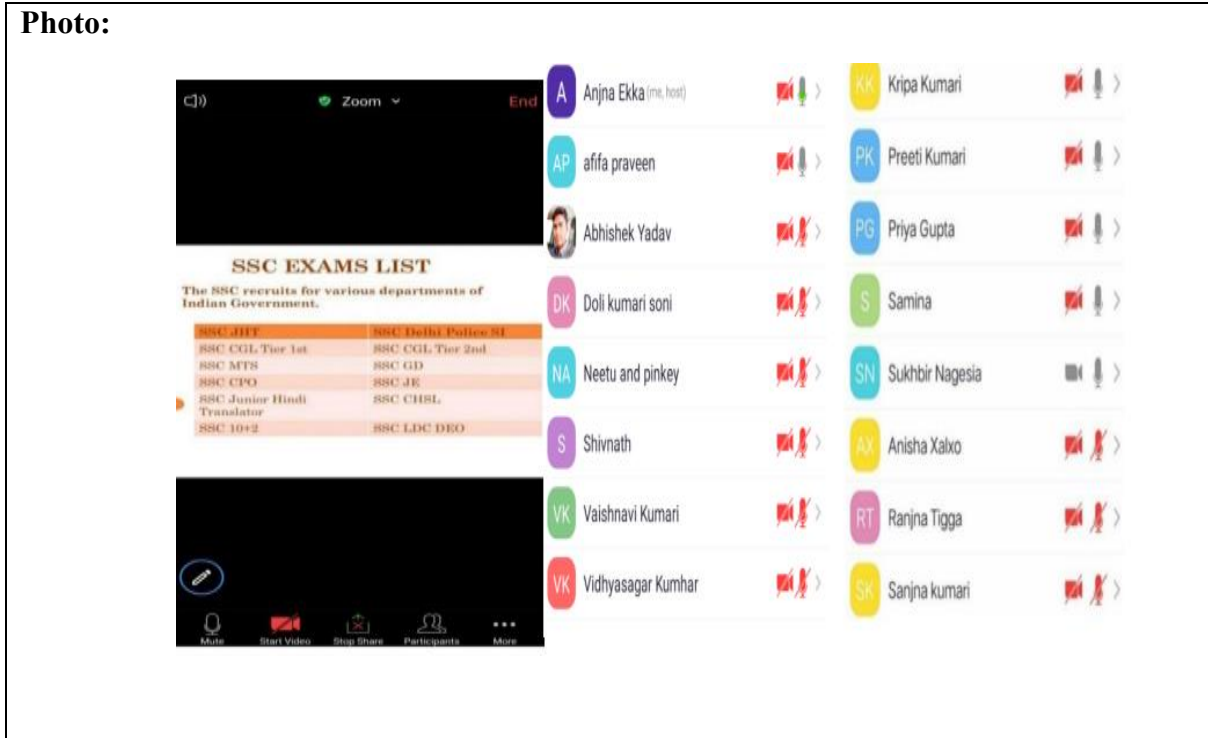 Photo:
Zoom
End
SSC EXAMS LIST
The SSC recruits for various departments of
Indian Government.
SSC JHT SSC Delhi Police SI
SSC CGL Tier 1st SSC CGL Tier 2nd
SSC MTS SSC GD
SSC CPO SSC JE
SSC Junior Hindi SSC CHSL
Translator
SSC 10+2 SSC LDC DEO
Mute Start Video Stop Share Participants More
A Anjna Ekka (me, host)
AP afifa praveen
Abhishek Yadav
DK Doli kumari soni
NA Neetu and pinkey
S Shivnath
VK Vaishnavi Kumari
VK Vidhyasagar Kumhar
KK Kripa Kumari
PK Preeti Kumari
PG Priya Gupta
S Samina
SN Sukhbir Nagesia
AX Anisha Xalxo
RT Ranjna Tigga
SK Sanjna kumari